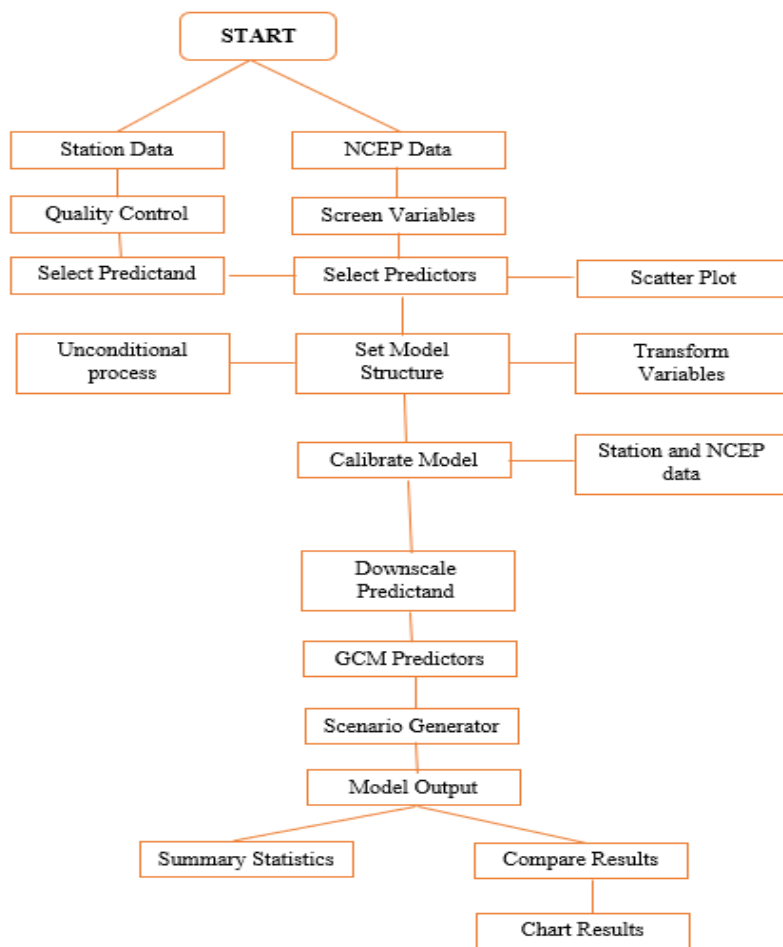 START
Station Data
NCEP Data
Quality Control
Screen Variables
Select Predictand
Select Predictors
Scatter Plot
Unconditional
process
Set Model
Structure
Transform
Variables
Calibrate Model
Station and NCEP
data
Downscale
Predictand
GCM Predictors
Scenario Generator
Model Output
Summary Statistics
Compare Results
Chart Results